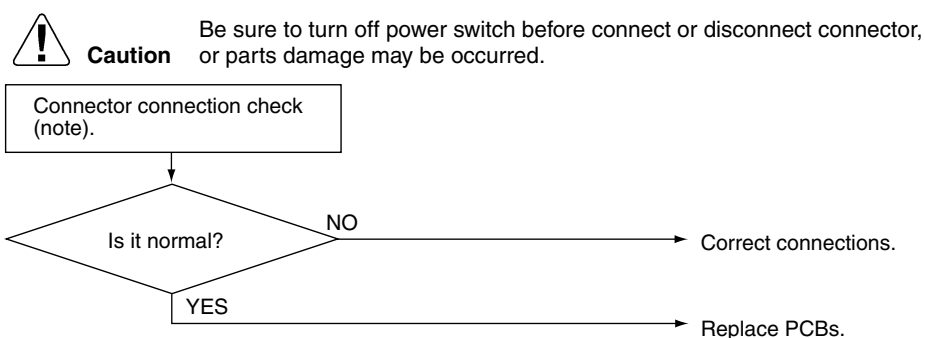 Be sure to turn off power switch before connect or disconnect connector,
Caution or parts damage may be occurred.
Connector connection check
(note).
Is it normal?
NO
Correct connections.
YES
Replace PCBs.